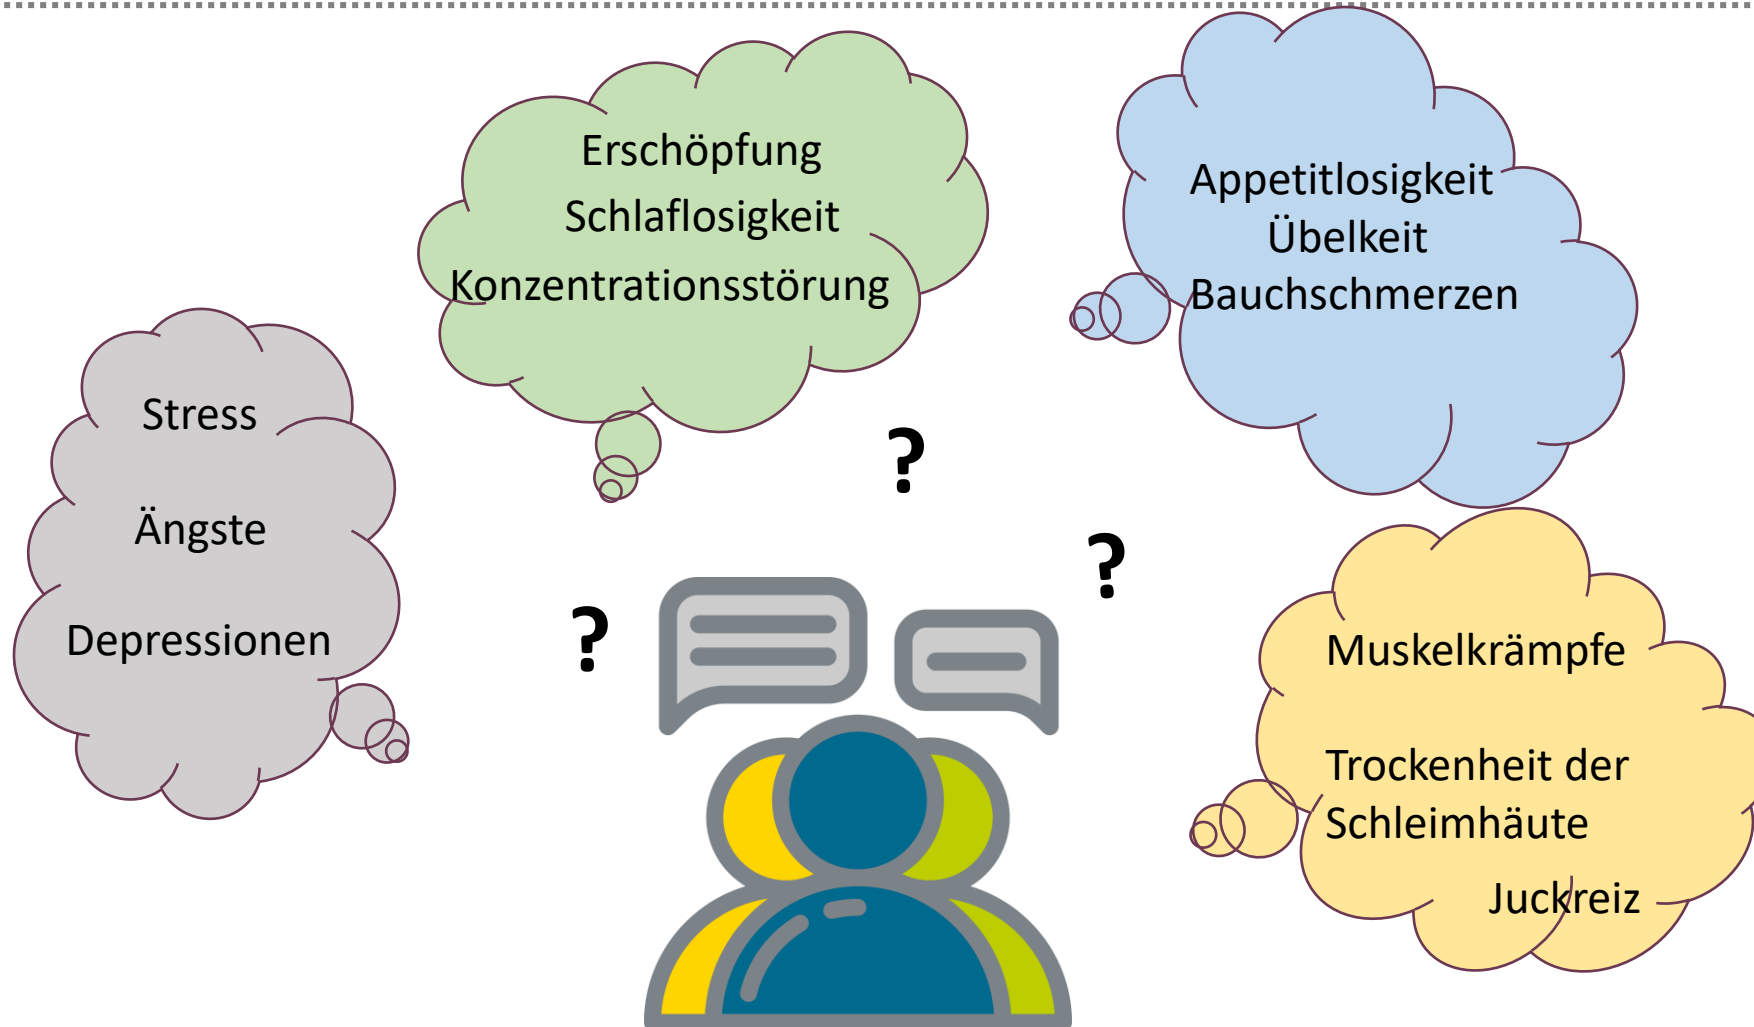 Erschöpfung
Schlaflosigkeit
Konzentrationsstörung
Appetitlosigkeit
Übelkeit
Bauchschmerzen
Stress
Ängste
Depressionen
?
?
?
Muskelkrämpfe
Trockenheit der
Schleimhäute
Juckreiz